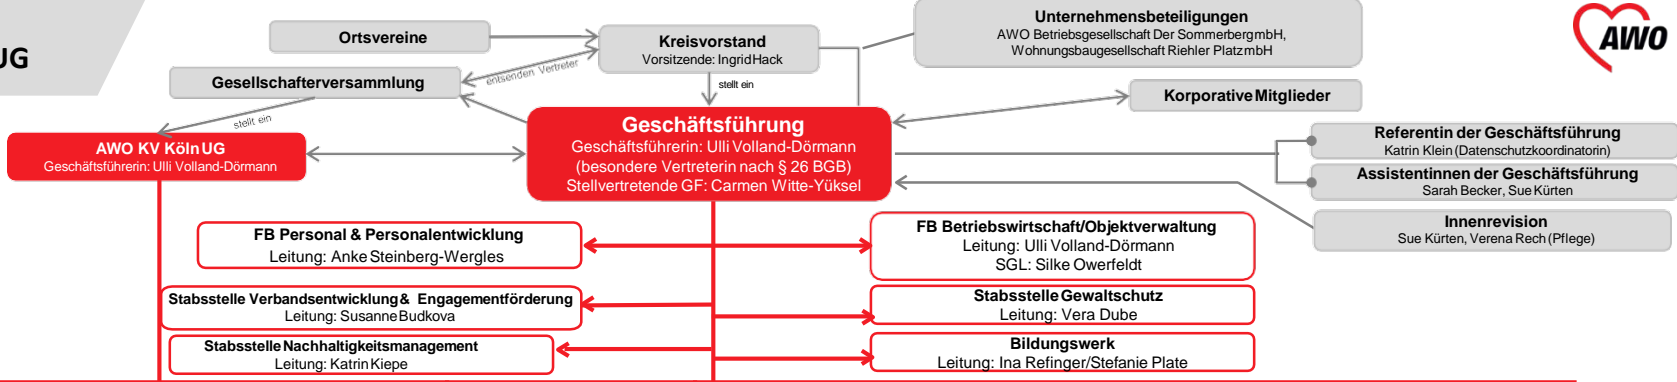 UG
Ortsvereine
Kreisvorstand
Vorsitzende: Ingrid Hack
Unternehmensbeteiligungen
AWO Betriebsgesellschaft Der Sommerberg mbH,
Wohnungsbaugesellschaft Riehler Platz mbH
AWO
Gesellschafterversammlung
entsenden Vertreter
stellt ein
Korporative Mitglieder
stellt ein
AWO KV Köln UG
Geschäftsführerin: Ulli Volland-Dörmann
Geschäftsführung
Geschäftsführerin: Ulli Volland-Dörmann
(besondere Vertreterin nach § 26 BGB)
Stellvertretende GF: Carmen Witte-Yüksel
Referentin der Geschäftsführung
Katrin Klein (Datenschutzkoordinatorin)
Assistentinnen der Geschäftsführung
Sarah Becker, Sue Kürten
Innenrevision
Sue Kürten, Verena Rech (Pflege)
FB Personal & Personalentwicklung
Leitung: Anke Steinberg-Wergles
FB Betriebswirtschaft/Objektverwaltung
Leitung: Ulli Volland-Dörmann
SGL: Silke Owerfeldt
Stabsstelle Verbandsentwicklung & Engagementförderung
Leitung: Susanne Budkova
Stabsstelle Gewaltschutz
Leitung: Vera Dube
Stabsstelle Nachhaltigkeitsmanagement
Leitung: Katrin Kiepe
Bildungswerk
Leitung: Ina Refinger/Stefanie Plate